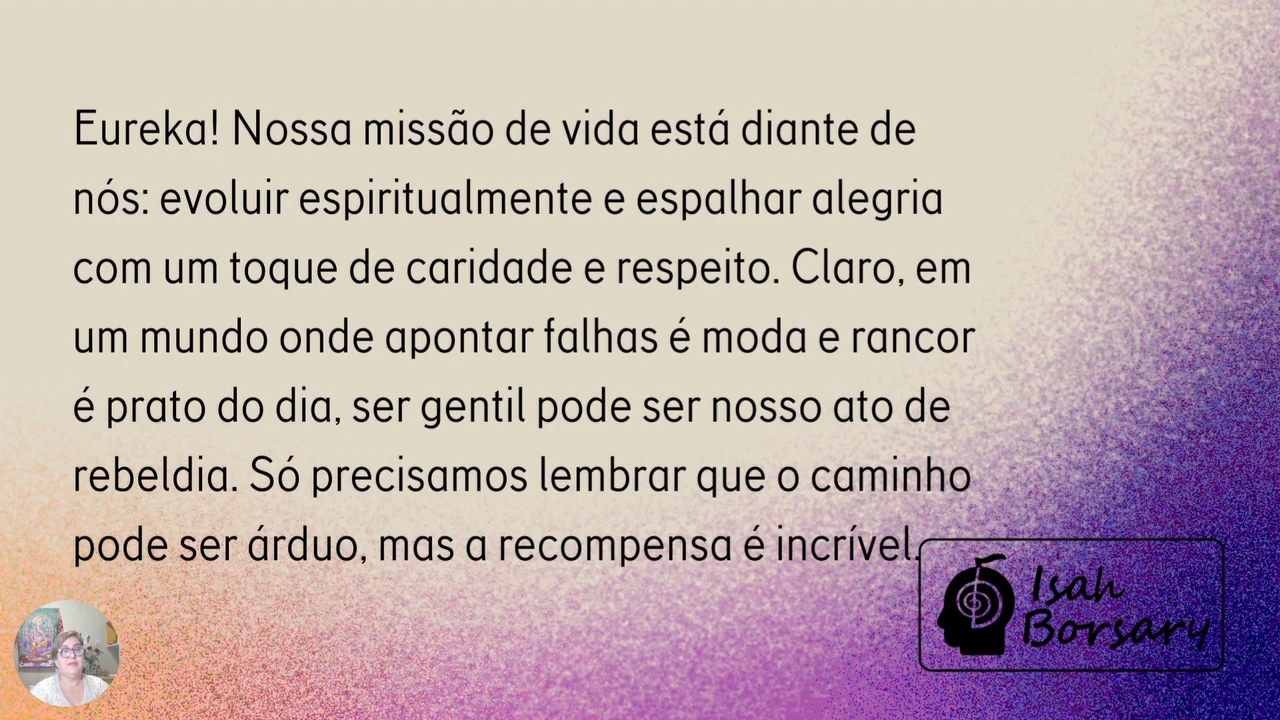 Eureka! Nossa missão de vida está diante de
nós: evoluir espiritualmente e espalhar alegria
com um toque de caridade e respeito. Claro, em
um mundo onde apontar falhas é moda e rancor
é prato do dia, ser gentil pode ser nosso ato de
rebeldia. Só precisamos lembrar que o caminho
pode ser árduo, mas a recompensa é incrível.
Isah
Borsary